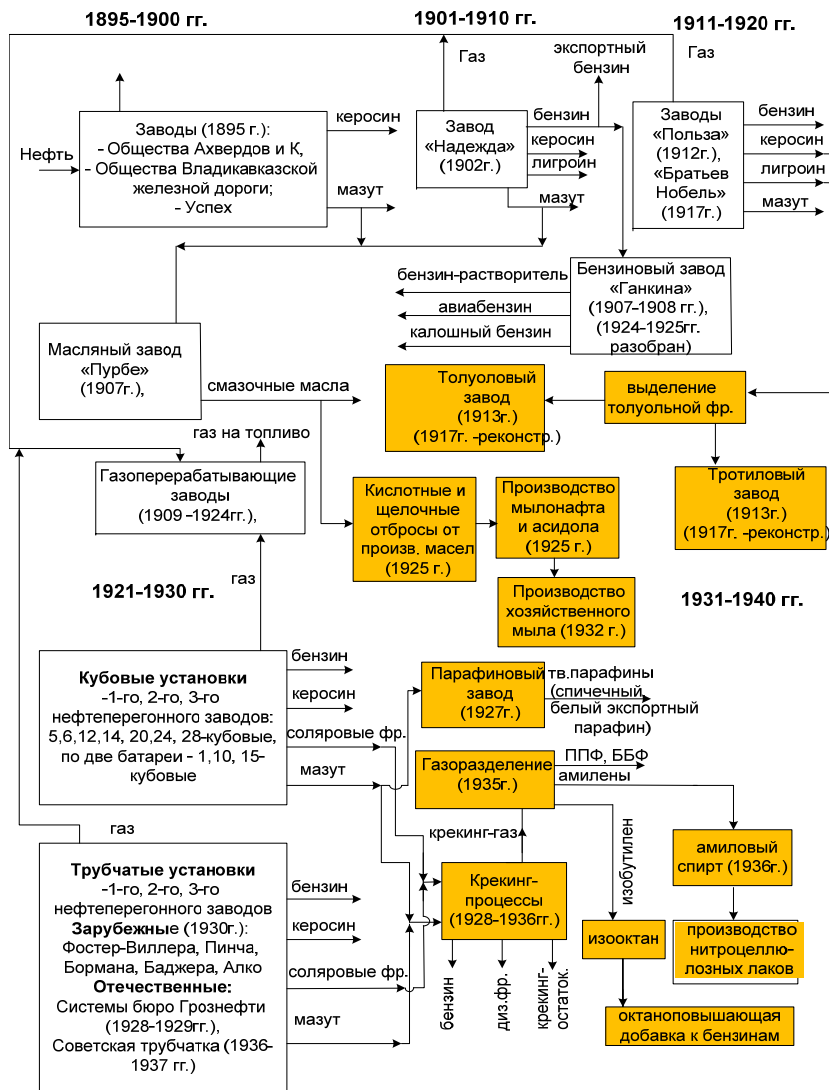 1895-1900 гг.
1901-1910 гг.
1911-1920 гг.
Газ
экспортный
бензин
Газ
Нефть
Заводы (1895 г.):
- Общества Ахвердов и К,
- Общества Владикавказской
железной дороги;
- Успех
керосин
мазут
Завод
«Надежда»
(1902г.)
бензин
керосин
лигроин
мазут
Заводы
«Польза»
(1912г.),
«Братьев
Нобель»
(1917г.)
бензин
керосин
лигроин
мазут
бензин-растворитель
авиабензин
калошный бензин
Бензиновый завод
«Ганкина»
(1907-1908 гг.),
(1924-1925гг.
разобран)
Масляный завод
«Пурбе»
(1907г.),
смазочные масла
Толуоловый
завод
(1913г.)
(1917г. -реконстр.)
выделение
толуольной фр.
Тротиловый
завод
(1913г.)
(1917г. -реконстр.)
газ на топливо
Газоперерабатывающие
заводы
(1909 -1924гг.),
Кислотные и
щелочные
отбросы от
произв. масел
(1925 г.)
Производство
мылонафта
и асидола
(1925 г.)
Производство
хозяйственного
мыла (1932 г.)
газ
1921-1930 гг.
1931-1940 гг.
Кубовые установки
-1-го, 2-го, 3-го
нефтеперегонного заводов:
5,6,12,14, 20,24, 28-кубовые,
по две батареи - 1,10, 15-
кубовые
бензин
керосин
соляровые фр.
мазут
Парафиновый
завод
(1927г.)
тв.парафины
(спичечный
белый экспортный
парафин)
Газоразделение
(1935г.)
ППФ, ББФ
амилены
крекинг-газ
изобутилен
амиловый
спирт (1936г.)
производство
нитроцеллю-
лозных лаков
газ
Трубчатые установки
-1-го, 2-го, 3-го
нефтеперегонного заводов
Зарубежные (1930г.):
Фостер-Виллера, Пинча,
Бормана, Баджера, Алко
Отечественные:
Системы бюро Грознефти
(1928-1929гг.),
Советская трубчатка (1936-
1937 гг.)
бензин
керосин
соляровые фр.
мазут
Крекинг-
процессы
(1928-1936гг.)
бензин
диз.фр.
крекинг-
остаток.
изооктан
октаноповышающая
добавка к бензинам